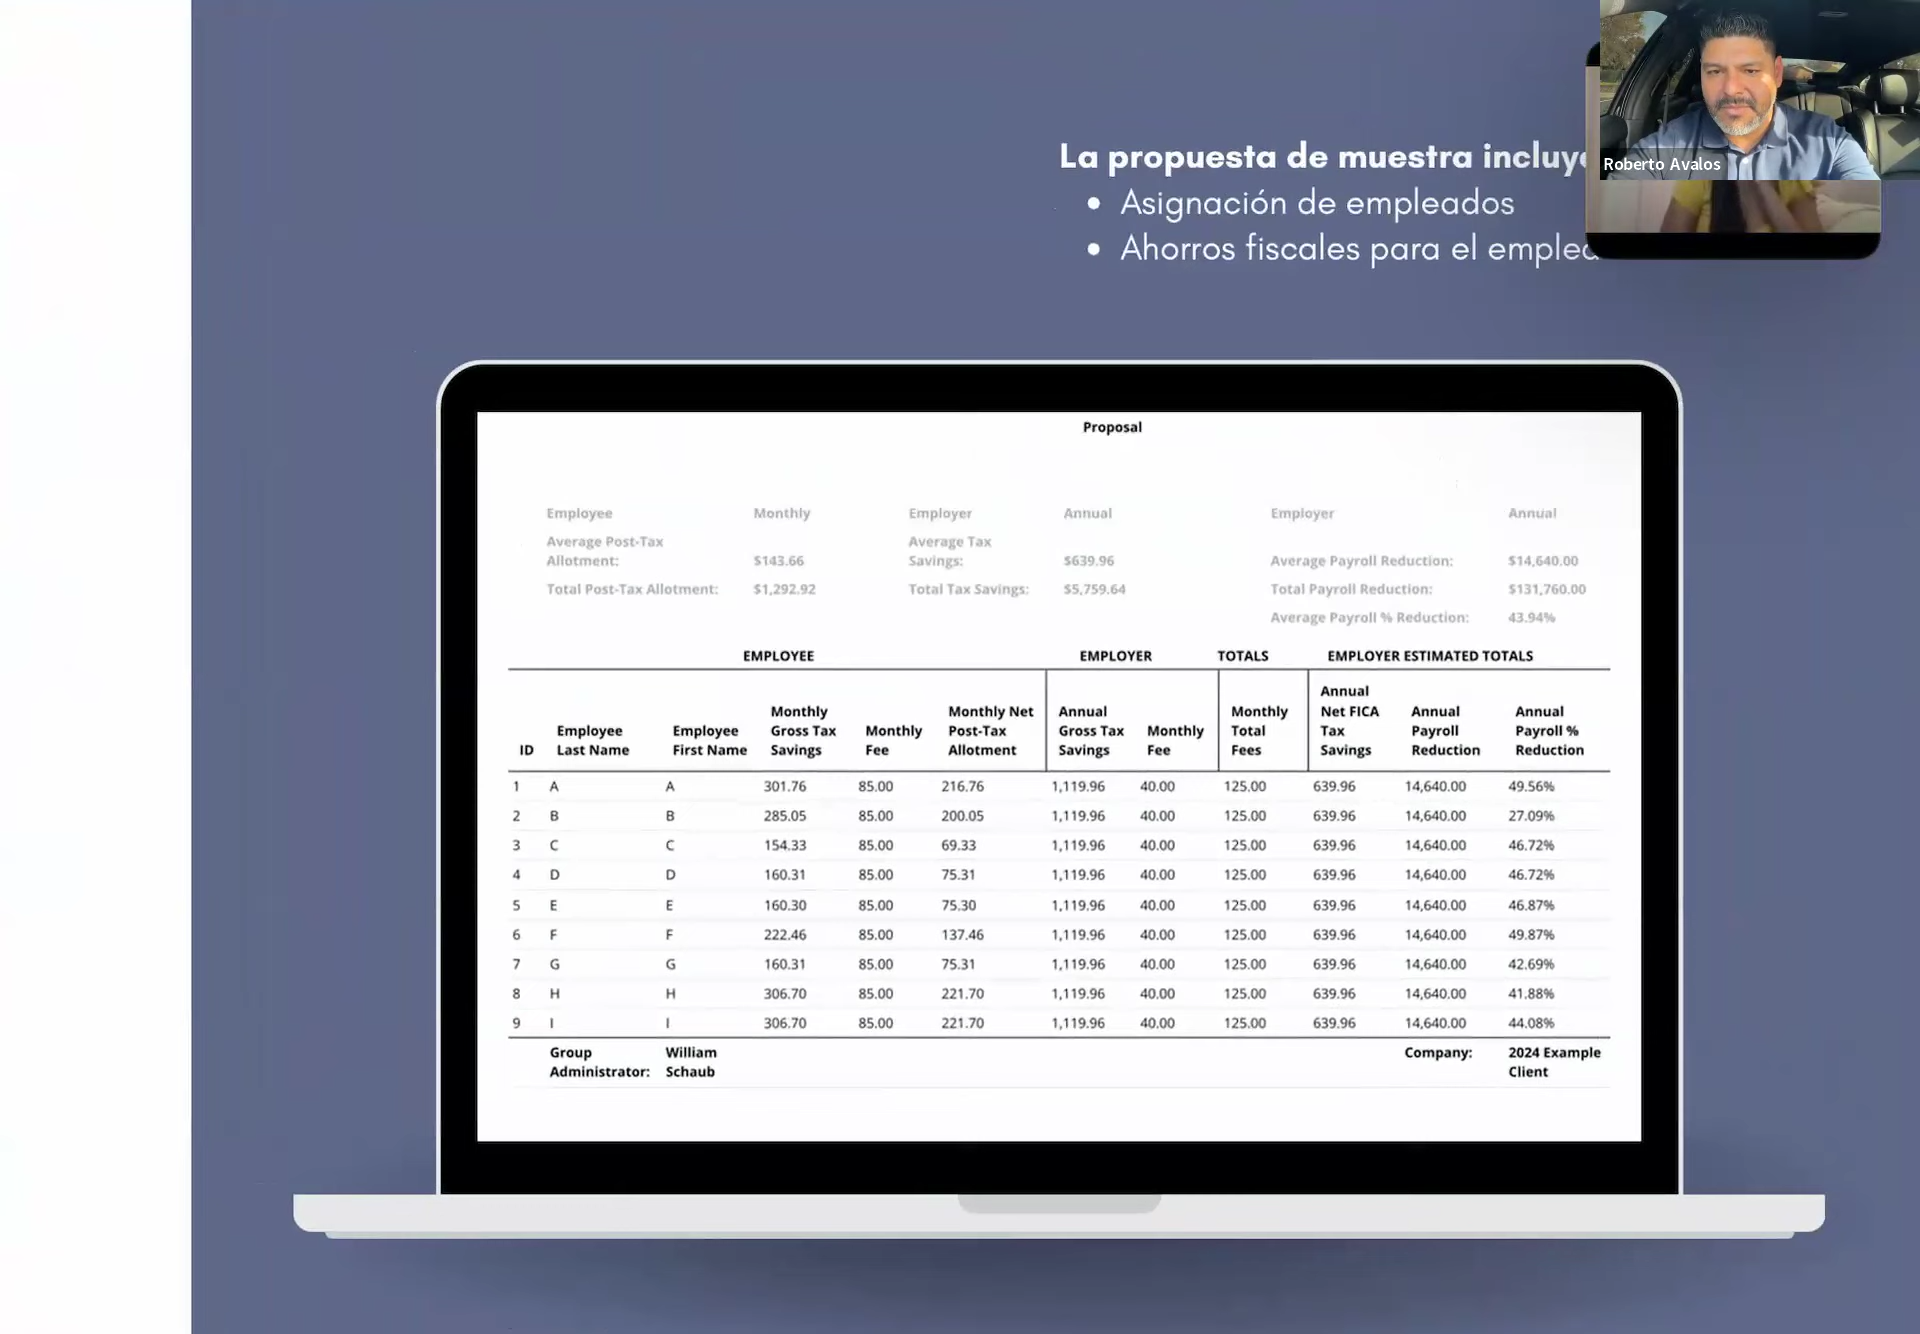 La propuesta de muestra incluye
Asignación de empleados
Ahorros fiscales para el
Roberto Avalos
Proposal
Employee Monthly Employer Annual Employer Annual
Average Post-Tax Average Tax
Allotment: $143.66 Savings: $639.96 Average Payroll Reduction: $14,640.00
Total Post-Tax Allotment: $1,292.92 Total Tax Savings: $5,759.64 Total Payroll Reduction: $131,760.00
Average Payroll % Reduction: 43.94%
EMPLOYEE EMPLOYER TOTALS EMPLOYER ESTIMATED TOTALS
Annual
Monthly Monthly Net Annual Monthly Net FICA Annual Annual
Employee Employee Gross Tax Monthly Post-Tax Gross Tax Monthly Total Tax Payroll Payroll %
ID Last Name First Name Savings Fee Allotment Savings Fee Fees Savings Reduction Reduction
1 A A 301.76 85.00 216.76 1,119.96 40.00 125.00 639.96 14,640.00 49.56%
2 B B 285.05 85.00 200.05 1,119.96 40.00 125.00 639.96 14,640.00 27.09%
3 C C 154.33 85.00 69.33 1,119.96 40.00 125.00 639.96 14,640.00 46.72%
4 D D 160.31 85.00 75.31 1,119.96 40.00 125.00 639.96 14,640.00 46.72%
5 E E 160.30 85.00 75.30 1,119.96 40.00 125.00 639.96 14,640.00 46.87%
6 F F 222.46 85.00 137.46 1,119.96 40.00 125.00 639.96 14,640.00 49.87%
7 G G 160.31 85.00 75.31 1,119.96 40.00 125.00 639.96 14,640.00 42.69%
8 H H 306.70 85.00 221.70 1,119.96 40.00 125.00 639.96 14,640.00 41.88%
9 I I 306.70 85.00 221.70 1,119.96 40.00 125.00 639.96 14,640.00 44.08%
Group William Company: 2024 Example
Administrator: Schaub Client